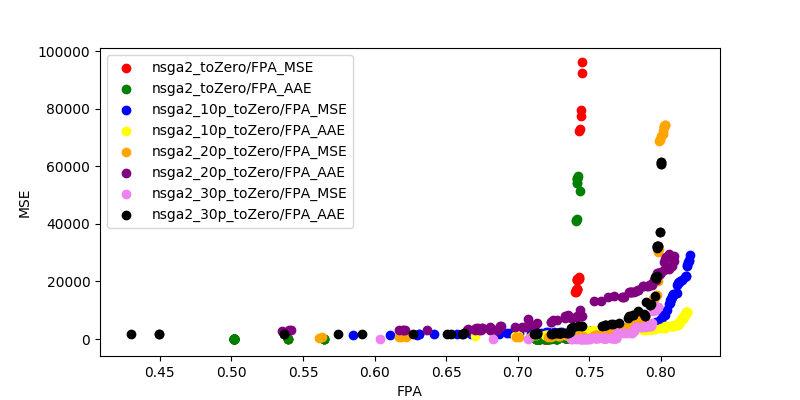 100000
80000
60000
40000
20000
0
MSE
nsga2_toZero/FPA_MSE
nsga2_toZero/FPA_AAE
nsga2_10p_toZero/FPA_MSE
nsga2_10p_toZero/FPA_AAE
nsga2_20p_toZero/FPA_MSE
nsga2_20p_toZero/FPA_AAE
nsga2_30p_toZero/FPA_MSE
nsga2_30p_toZero/FPA_AAE
0.45 0.50 0.55 0.60 0.65 0.70 0.75 0.80
FPA